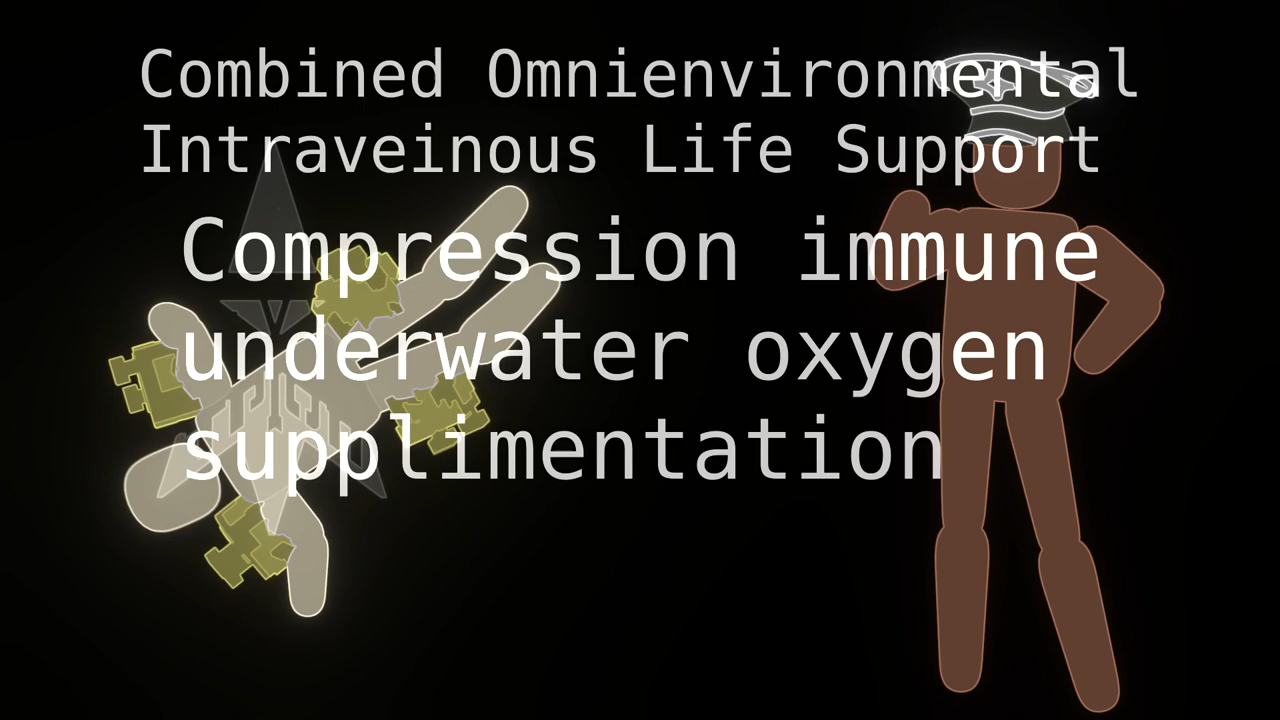 Combined Omnienvironmental
Intraveinous Life Support
Compression immune
underwater oxygen
supplimentation